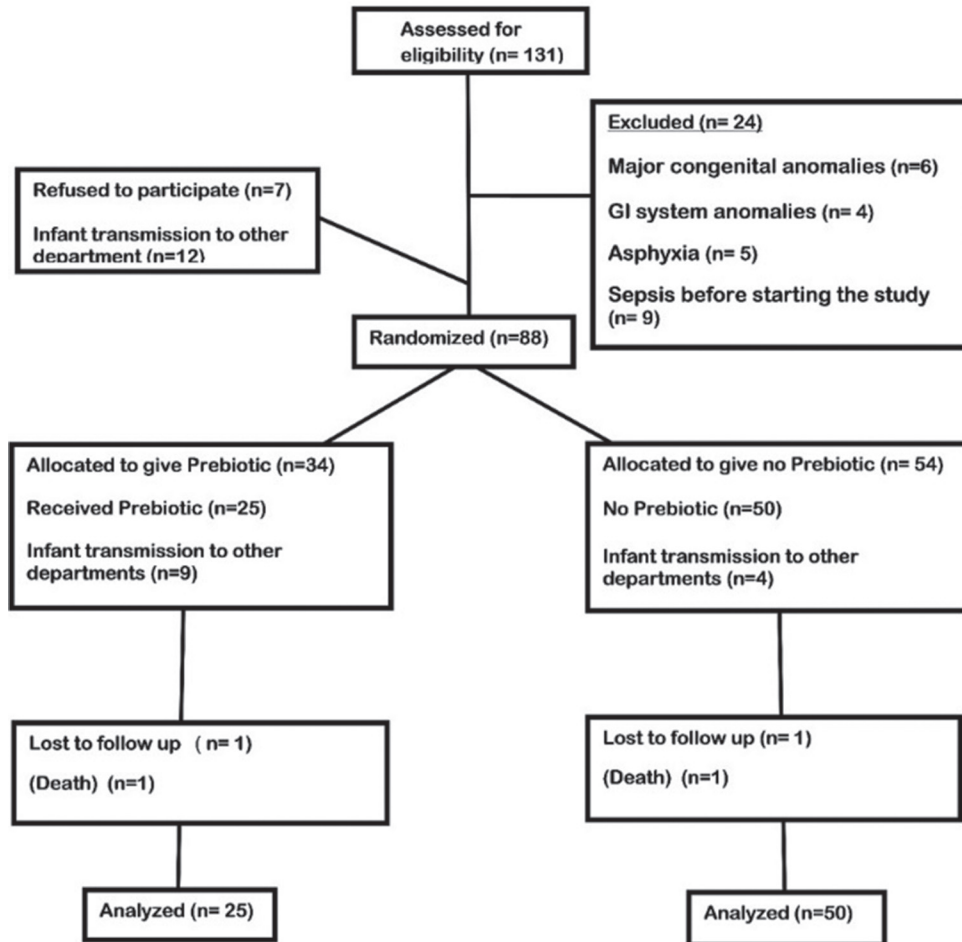 Assessed for
eligibility (n= 131)
Excluded (n= 24)
Major congenital anomalies (n=6)
GI system anomalies (n= 4)
Asphyxia (n= 5)
Sepsis before starting the study
(n= 9)
Refused to participate (n=7)
Infant transmission to other
department (n=12)
Randomized (n=88)
Allocated to give Prebiotic (n=34)
Received Prebiotic (n=25)
Infant transmission to other
departments (n=9)
Allocated to give no Prebiotic (n= 54)
No Prebiotic (n=50)
Infant transmission to other
departments (n=4)
Lost to follow up ( n= 1)
(Death) (n=1)
Lost to follow up (n= 1)
(Death) (n=1)
Analyzed (n= 25)
Analyzed (n=50)